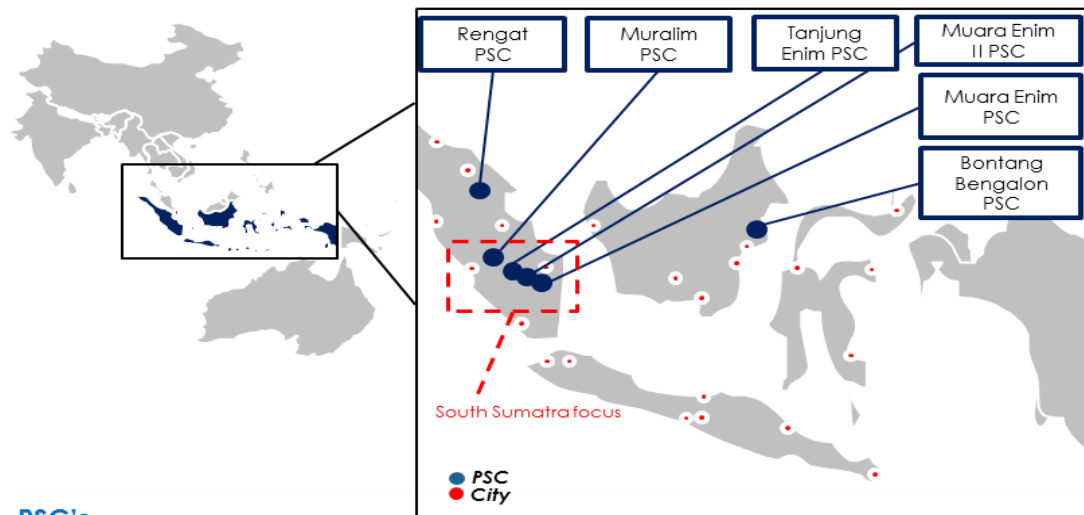 Rengat
PSC
Muralim
PSC
Tanjung
Enim PSC
Muara Enim
II PSC
Muara Enim
PSC
Bontang
Bengalon
PSC
South Sumatra focus
PSC
City
PSC's